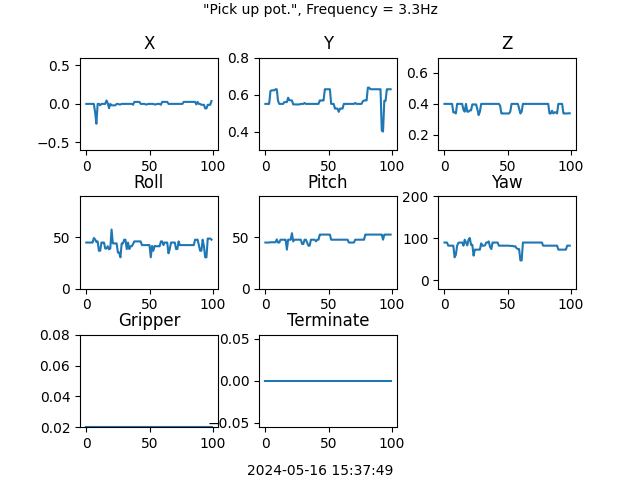 "Pick up pot.", Frequency = 3.3Hz
X Y Z
0.5 0.0 −0.5 0 50 100
0.8 0.6 0.4 0 50 100
0.6 0.4 0.2 0 50 100
Roll Pitch Yaw
50 0 0 50 100
50 0 0 50 100
200 100 0 0 50 100
Gripper Terminate
0.08 0.06 0.04 0.02 0 50 100
0.05 0.00 −0.05 0 50 100
2024-05-16 15:37:49